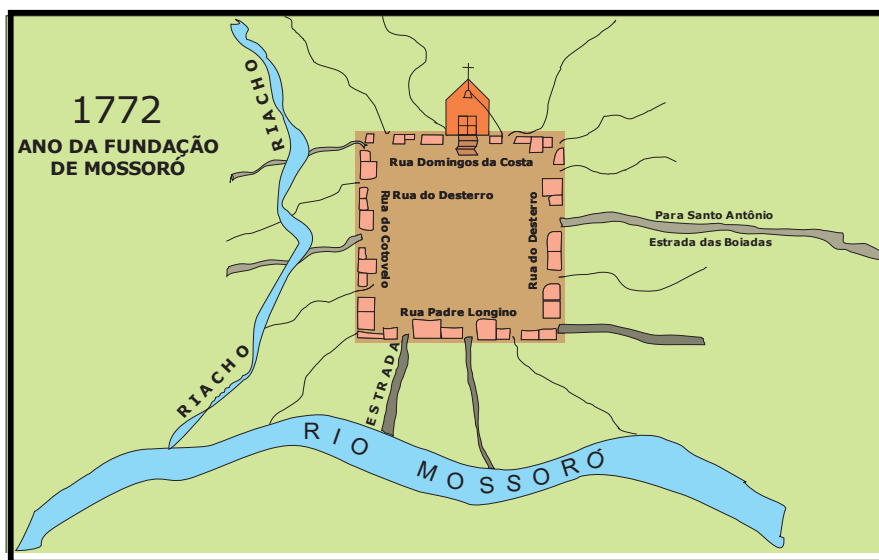 1772
ANO DA FUNDAÇÃO
DE MOSSORÓ
RIACHO
Rua Domingos da Costa
Rua do Desterro
Rua do Cotovelo
Rua do Desterro
Para Santo Antônio
Estrada das Boiadas
Rua Padre Longino
RIACHO
ESTRADA
RIO MOSSORÓ